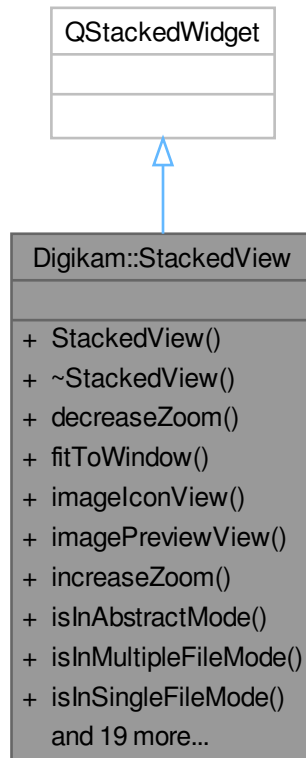 QStackedWidget
Digikam::StackedView
+ StackedView()
+ ~StackedView()
+ decreaseZoom()
+ fitToWindow()
+ imageIconView()
+ imagePreviewView()
+ increaseZoom()
+ isInAbstractMode()
+ isInMultipleFileMode()
+ isInSingleFileMode()
and 19 more...